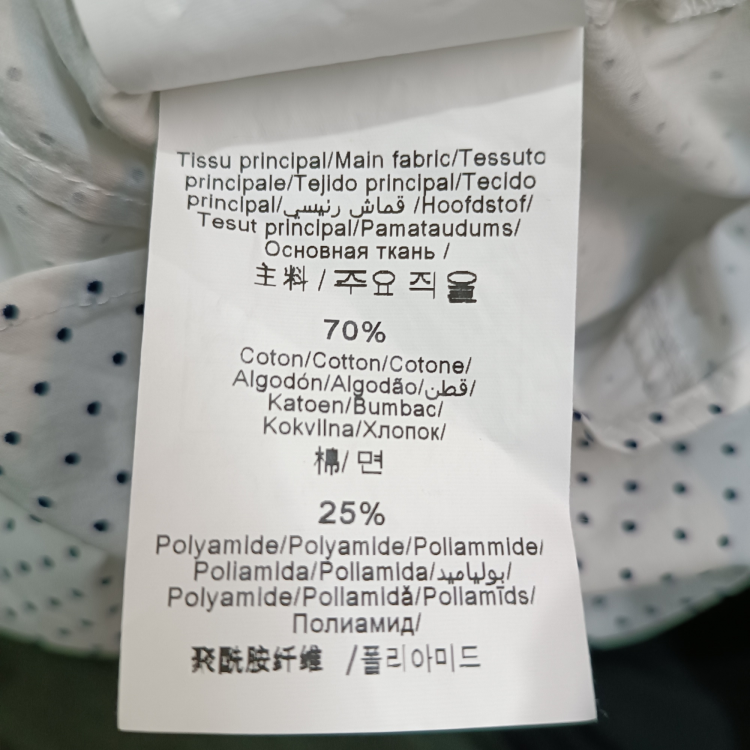 Tissu principal/Main fabric/Tessuto
principale/Tejido principal/Tecido
principal/قماش رئيسي /Hoofdstof/
Tesut principal/Pamataudums/
Основная ткань /
主料 / 주요 직물
70%
Coton/Cotton/Cotone/
Algodón/Algodão/قطن/
Katoen/Bumbac/
Kokvilna/Хлопок/
棉/ 면
25%
Polyamide/Polyamide/Poliammide/
Poliamida/Poliamida/بولياميد/
Polyamide/Poliamidă/Poliamīds/
Полиамид/
聚酰胺纤维 /폴리아미드